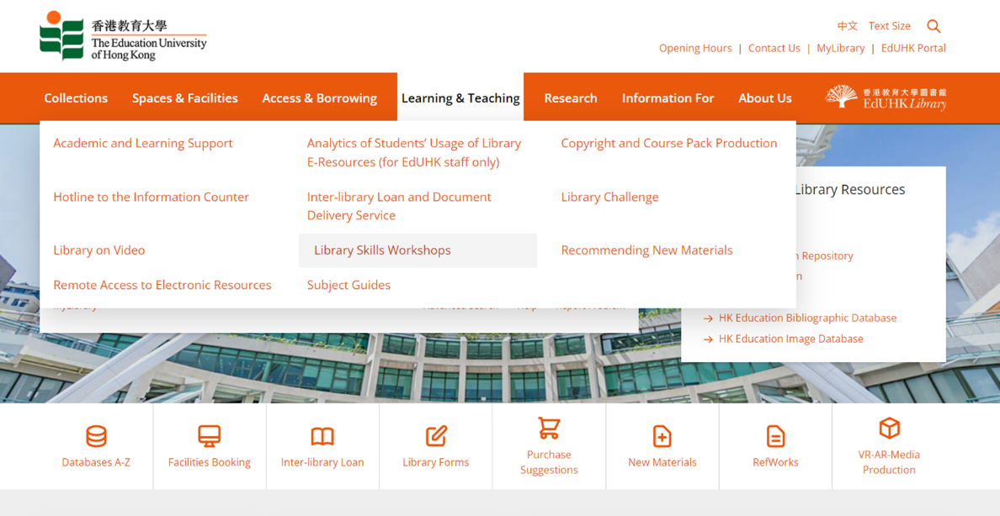 香港教育大學
The Education University
of Hong Kong
中文 Text Size
Opening Hours | Contact Us | MyLibrary | EdUHK Portal
Collections Spaces & Facilities Access & Borrowing Learning & Teaching Research Information For About Us
香港教育大學圖書館
EdUHK Library
Academic and Learning Support
Analytics of Students’ Usage of Library
E-Resources (for EdUHK staff only)
Copyright and Course Pack Production
Hotline to the Information Counter
Inter-library Loan and Document
Delivery Service
Library Challenge
Library on Video
Library Skills Workshops
Recommending New Materials
Remote Access to Electronic Resources
Subject Guides
Library Resources
Repository
→ HK Education Bibliographic Database
→ HK Education Image Database
Databases A-Z
Facilities Booking
Inter-library Loan
Library Forms
Purchase
Suggestions
New Materials
RefWorks
VR-AR-Media
Production